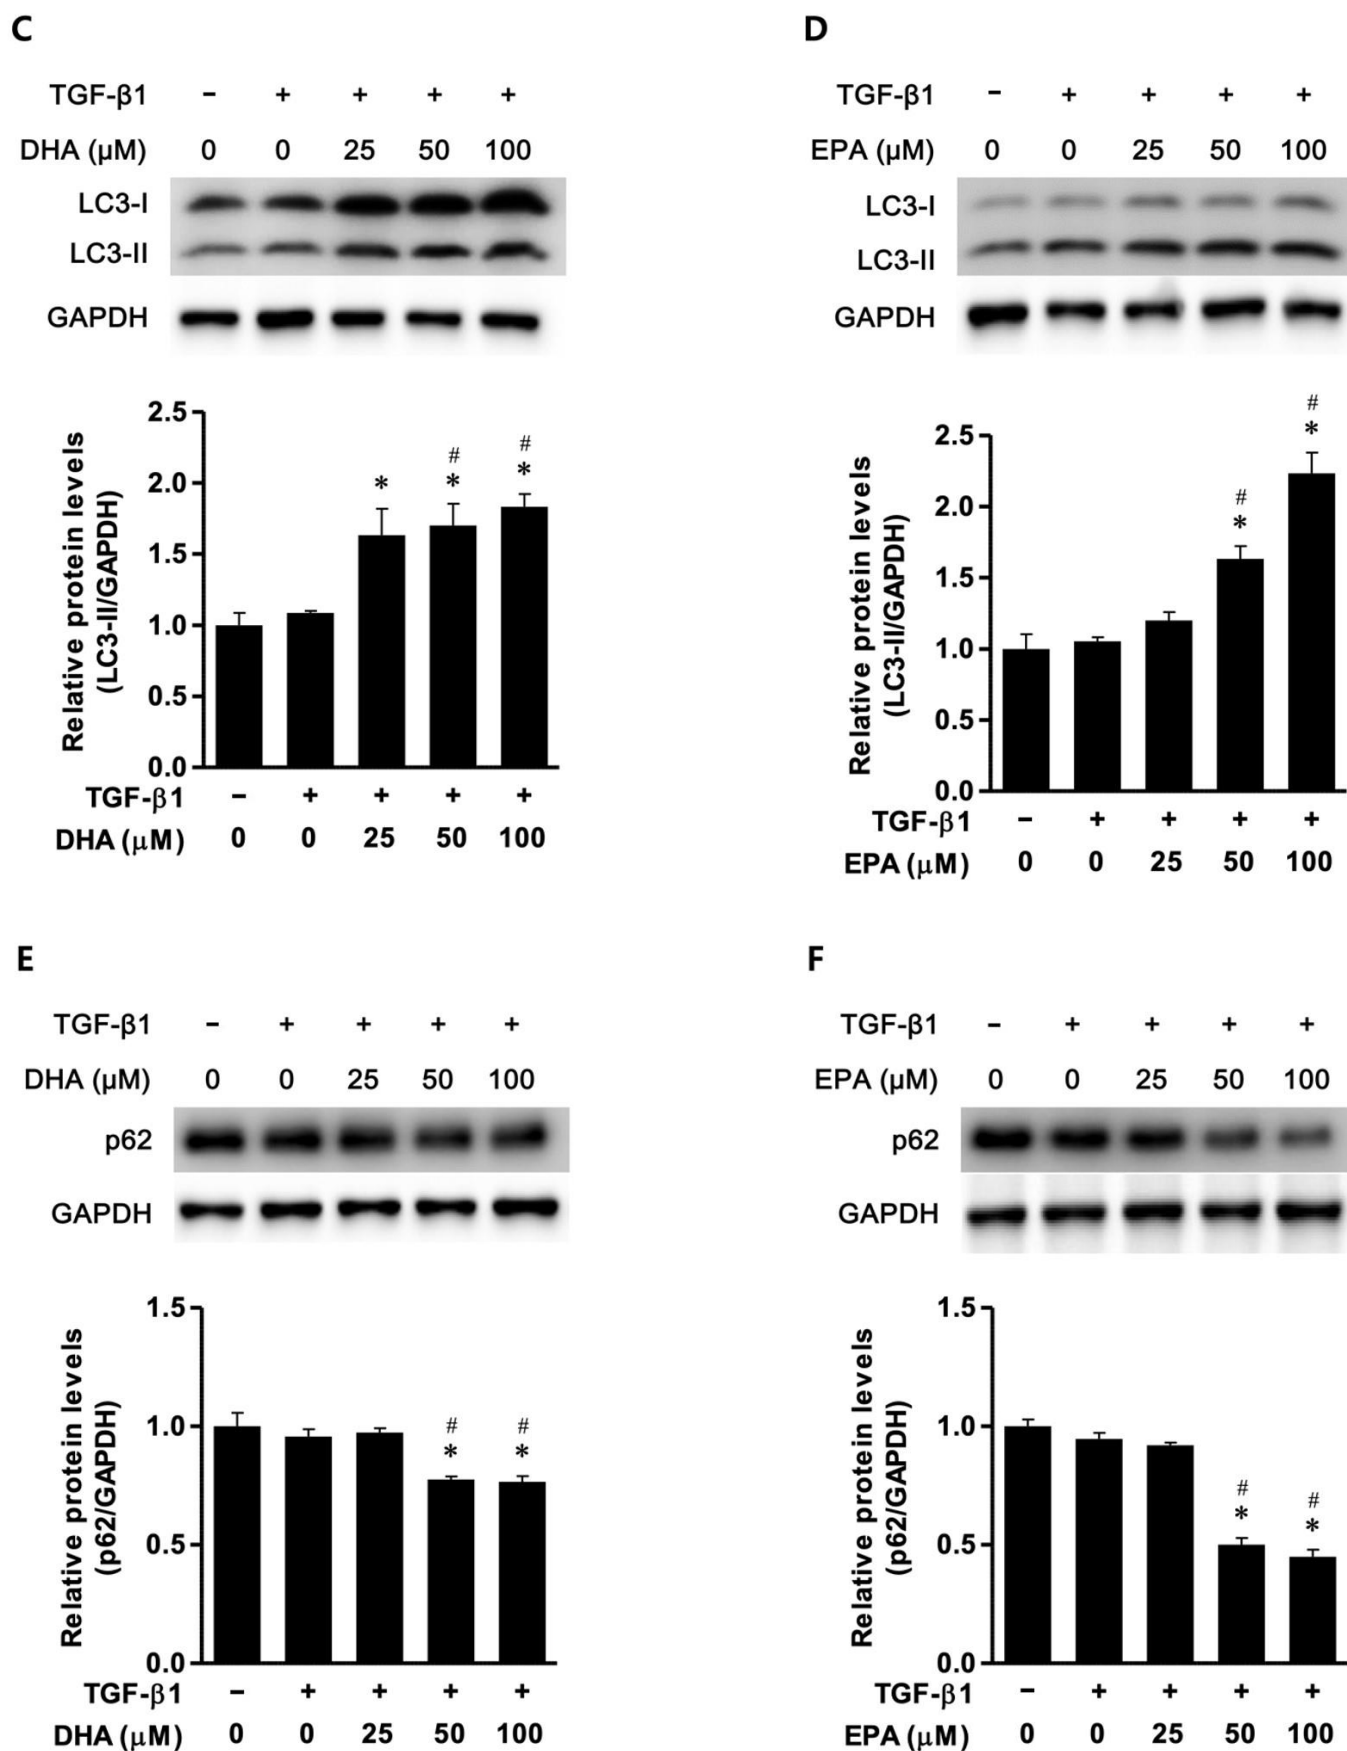 C
TGF-β1 - + + + +
DHA (μM) 0 0 25 50 100
LC3-I
LC3-II
GAPDH
Relative protein levels
(LC3-II/GAPDH)
2.5
2.0
1.5
1.0
0.5
0.0
*
#
*
#
*
TGF-β1 - + + + +
DHA (μM) 0 0 25 50 100
D
TGF-β1 - + + + +
EPA (μM) 0 0 25 50 100
LC3-I
LC3-II
GAPDH
Relative protein levels
(LC3-II/GAPDH)
2.5
2.0
1.5
1.0
0.5
0.0
#
*
#
*
TGF-β1 - + + + +
EPA (μM) 0 0 25 50 100
E
TGF-β1 - + + + +
DHA (μM) 0 0 25 50 100
p62
GAPDH
Relative protein levels
(p62/GAPDH)
1.5
1.0
0.5
0.0
#
*
#
*
TGF-β1 - + + + +
DHA (μM) 0 0 25 50 100
F
TGF-β1 - + + + +
EPA (μM) 0 0 25 50 100
p62
GAPDH
Relative protein levels
(p62/GAPDH)
1.5
1.0
0.5
0.0
#
*
#
*
TGF-β1 - + + + +
EPA (μM) 0 0 25 50 100